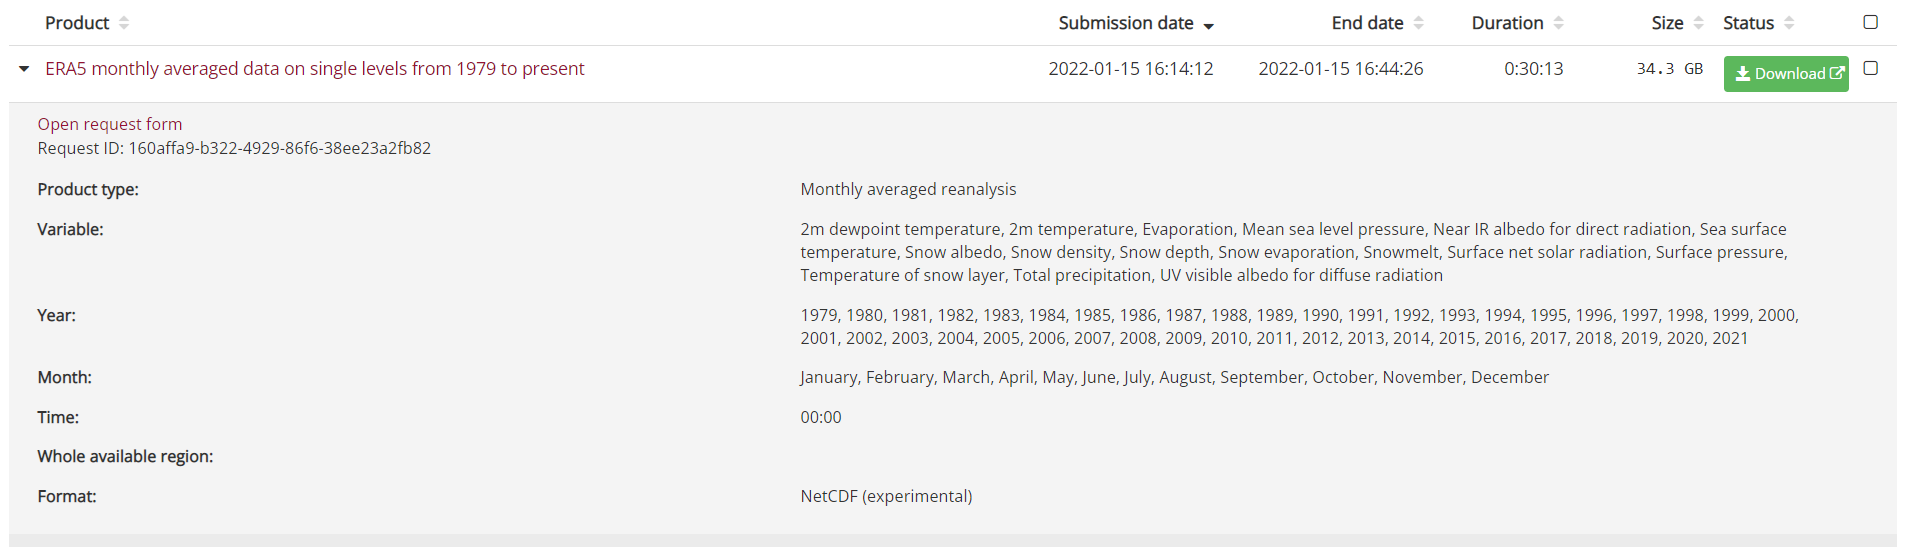 Product Submission date End date Duration Size Status
ERA5 monthly averaged data on single levels from 1979 to present 2022-01-15 16:14:12 2022-01-15 16:44:26 0:30:13 34.3 GB Download
Open request form
Request ID: 160affa9-b322-4929-86f6-38ee23a2fb82
Product type: Monthly averaged reanalysis
Variable: 2m dewpoint temperature, 2m temperature, Evaporation, Mean sea level pressure, Near IR albedo for direct radiation, Sea surface
temperature, Snow albedo, Snow density, Snow depth, Snow evaporation, Snowmelt, Surface net solar radiation, Surface pressure,
Temperature of snow layer, Total precipitation, UV visible albedo for diffuse radiation
Year: 1979, 1980, 1981, 1982, 1983, 1984, 1985, 1986, 1987, 1988, 1989, 1990, 1991, 1992, 1993, 1994, 1995, 1996, 1997, 1998, 1999, 2000,
2001, 2002, 2003, 2004, 2005, 2006, 2007, 2008, 2009, 2010, 2011, 2012, 2013, 2014, 2015, 2016, 2017, 2018, 2019, 2020, 2021
Month: January, February, March, April, May, June, July, August, September, October, November, December
Time: 00:00
Whole available region:
Format: NetCDF (experimental)